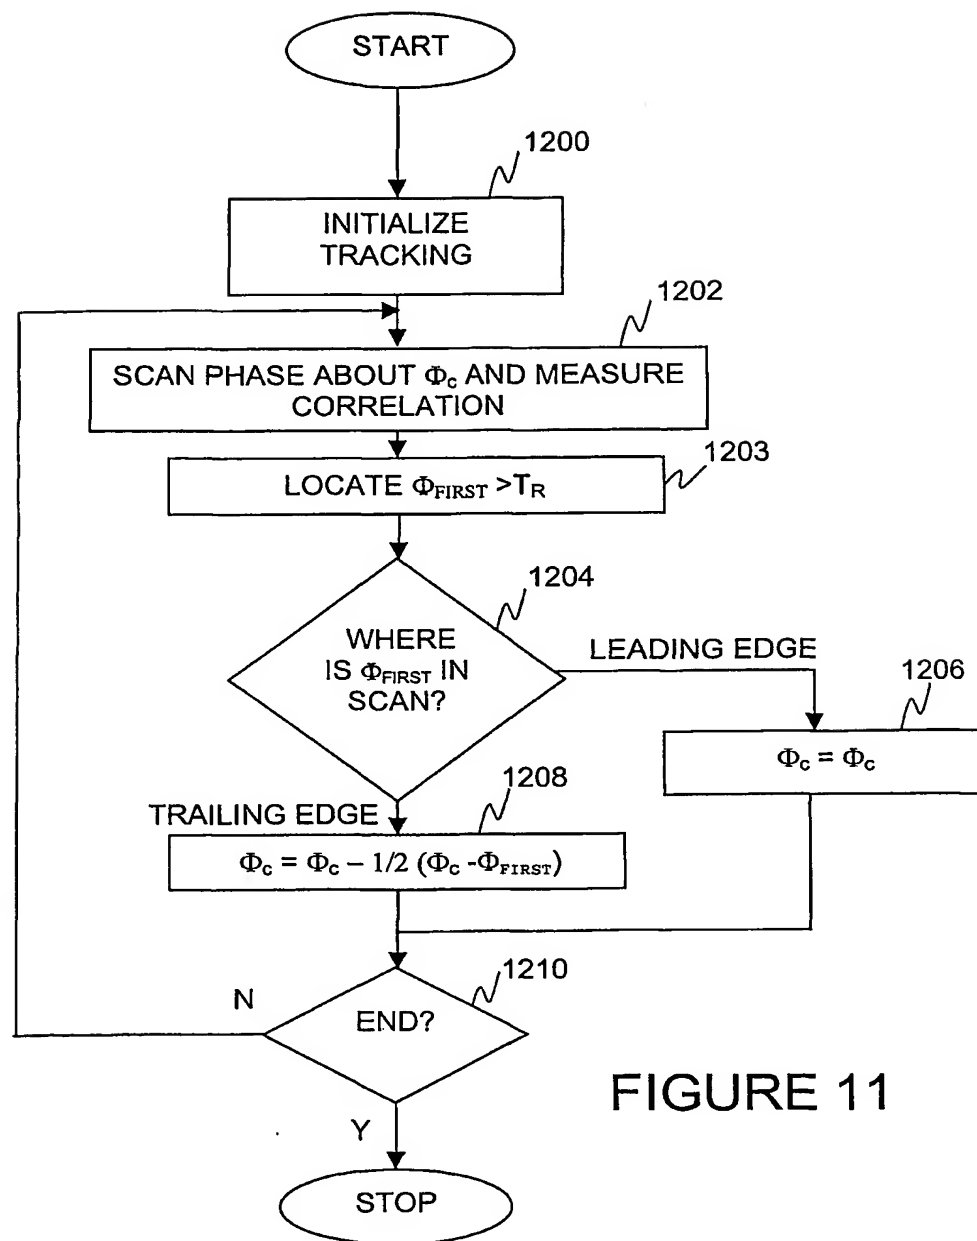 START
1200
INITIALIZE
TRACKING
1202
SCAN PHASE ABOUT Φc AND MEASURE
CORRELATION
1203
LOCATE ΦFIRST >TR
1204
WHERE
IS ΦFIRST IN
SCAN?
LEADING EDGE
1206
Φc = Φc
TRAILING EDGE
1208
Φc = Φc – 1/2 (Φc -ΦFIRST)
1210
N
END?
FIGURE 11
Y
STOP